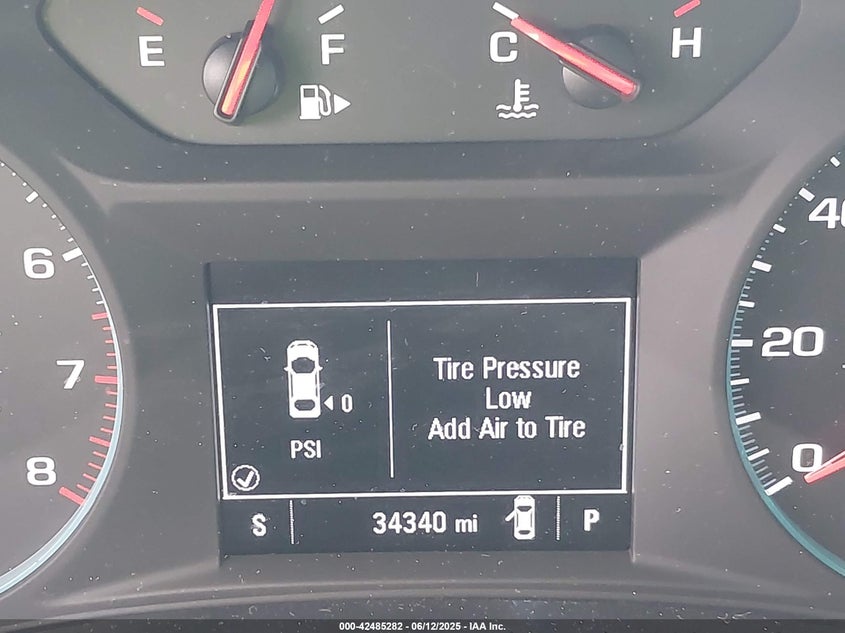 E F C H
6
7
8
40
20
0
0
PSI
Tire Pressure
Low
Add Air to Tire
S 34340 mi P
000-42485282 - 06/12/2025 - IAA Inc.